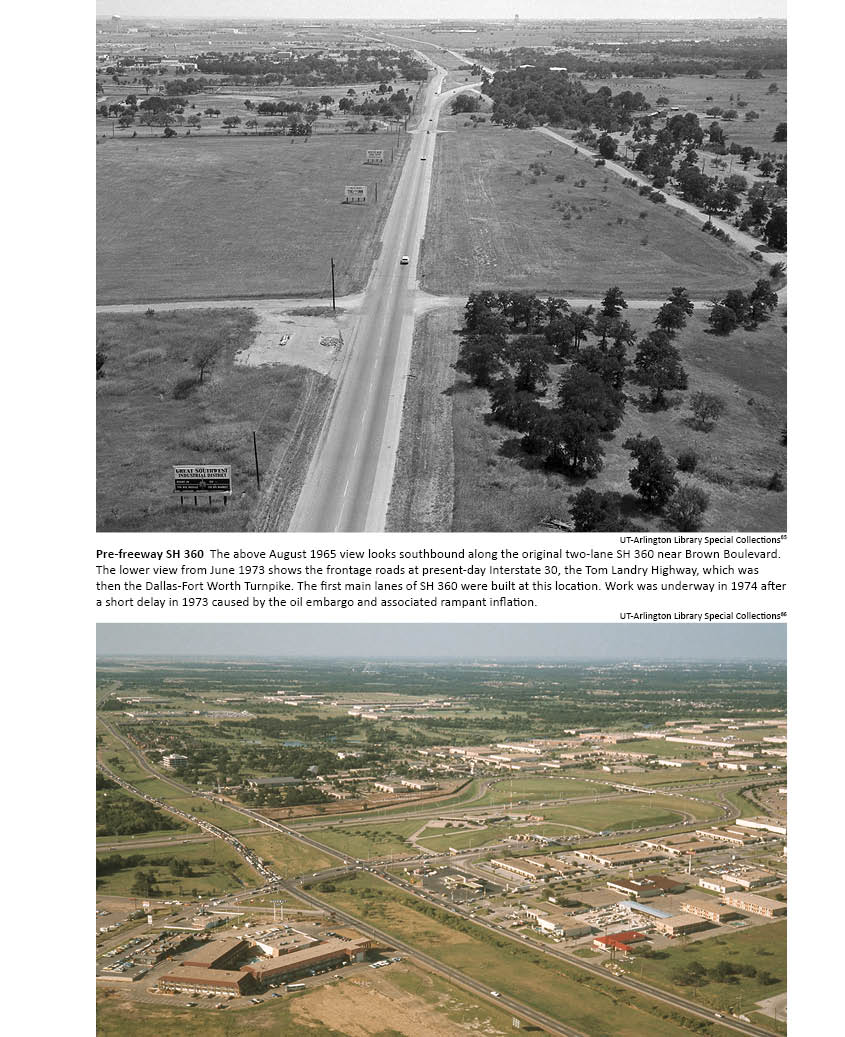 GREAT SOUTHWEST
INDUSTRIAL DISTRICT
UT-Arlington Library Special Collections⁶⁵
Pre-freeway SH 360 The above August 1965 view looks southbound along the original two-lane SH 360 near Brown Boulevard.
The lower view from June 1973 shows the frontage roads at present-day Interstate 30, the Tom Landry Highway, which was
then the Dallas-Fort Worth Turnpike. The first main lanes of SH 360 were built at this location. Work was underway in 1974 after
a short delay in 1973 caused by the oil embargo and associated rampant inflation.
UT-Arlington Library Special Collections⁶⁶